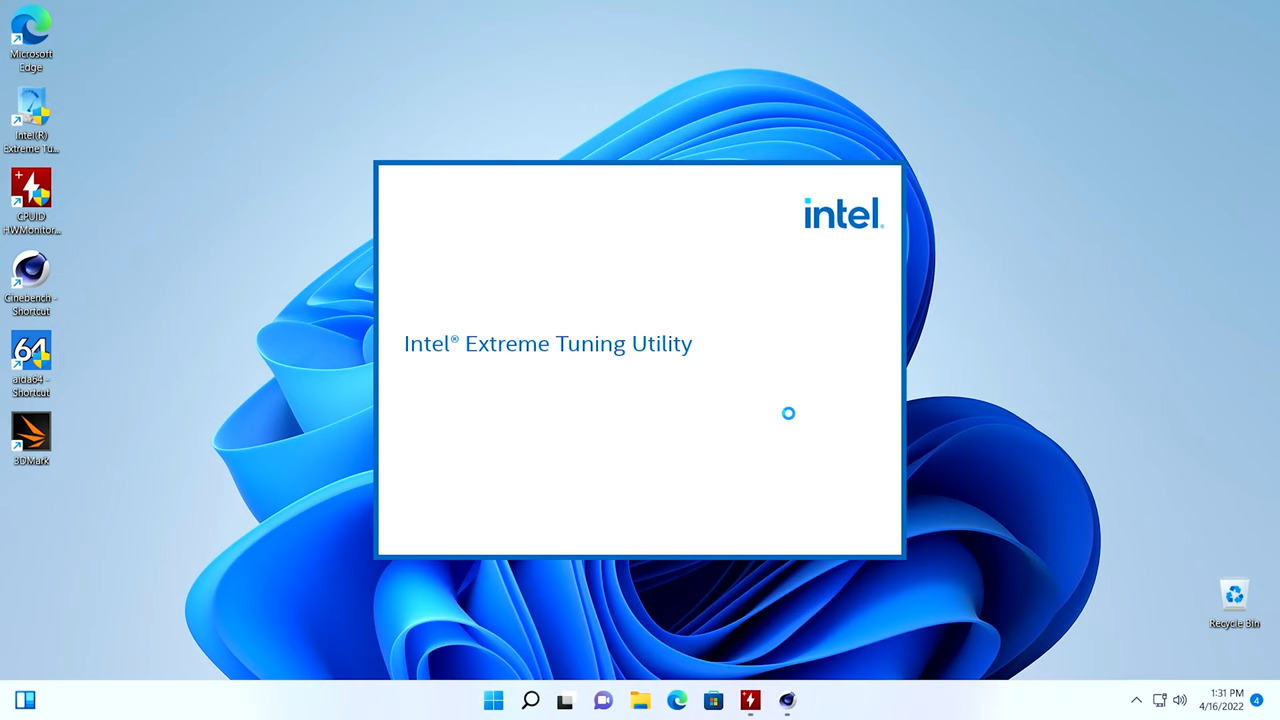 Microsoft
Edge
Intel(R)
Extreme Tu...
CPUID
HWMonitor...
Cinebench -
Shortcut
64
aida64 -
Shortcut
3DMark
intel.
Intel® Extreme Tuning Utility
Recycle Bin
1:31 PM
4/16/2022
4